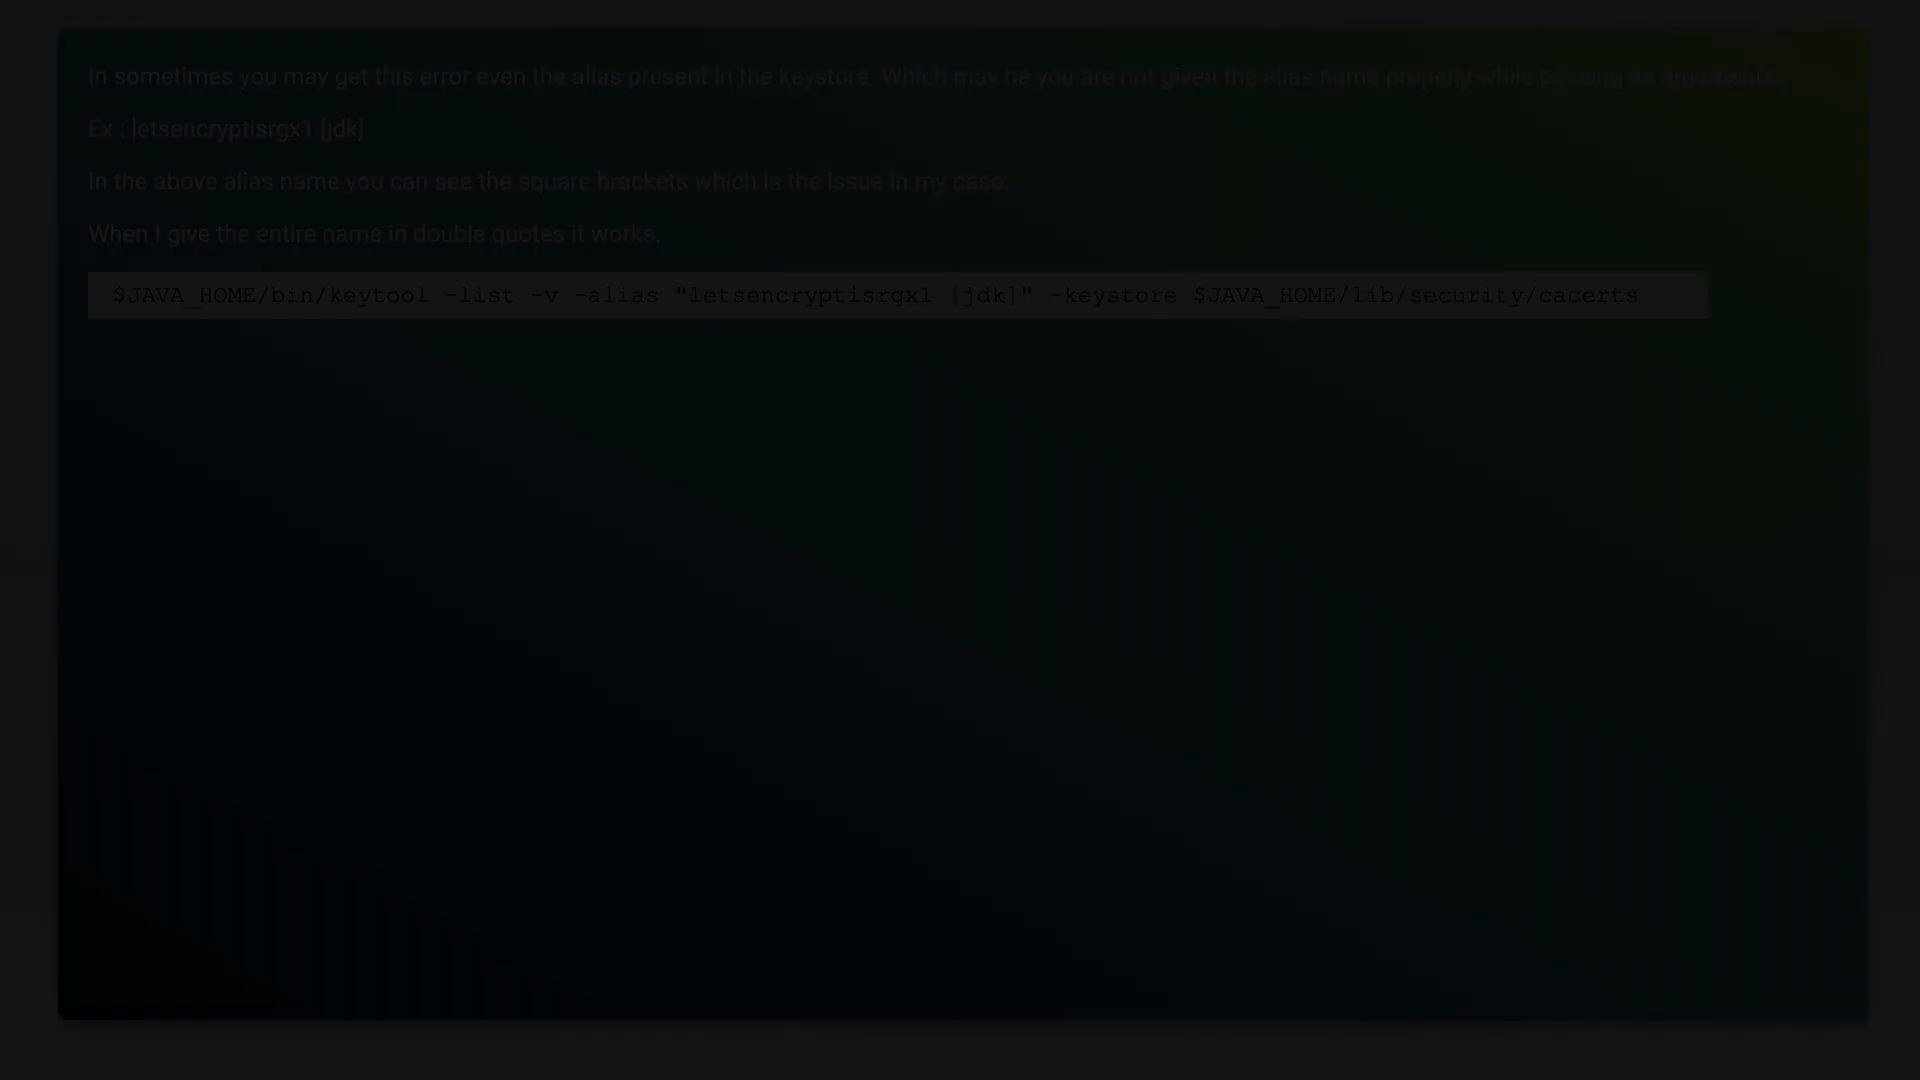 In sometimes you may get this error even the alias present in the keystore. Which may be you are not given the alias name properly while passing as arguments.
Ex : letsencryptisrgx1 [jdk]
In the above alias name you can see the square brackets which is the issue in my case.
When I give the entire name in double quotes it works.
$JAVA_HOME/bin/keytool -list -v -alias "letsencryptisrgx1 [jdk]" -keystore $JAVA_HOME/lib/security/cacerts